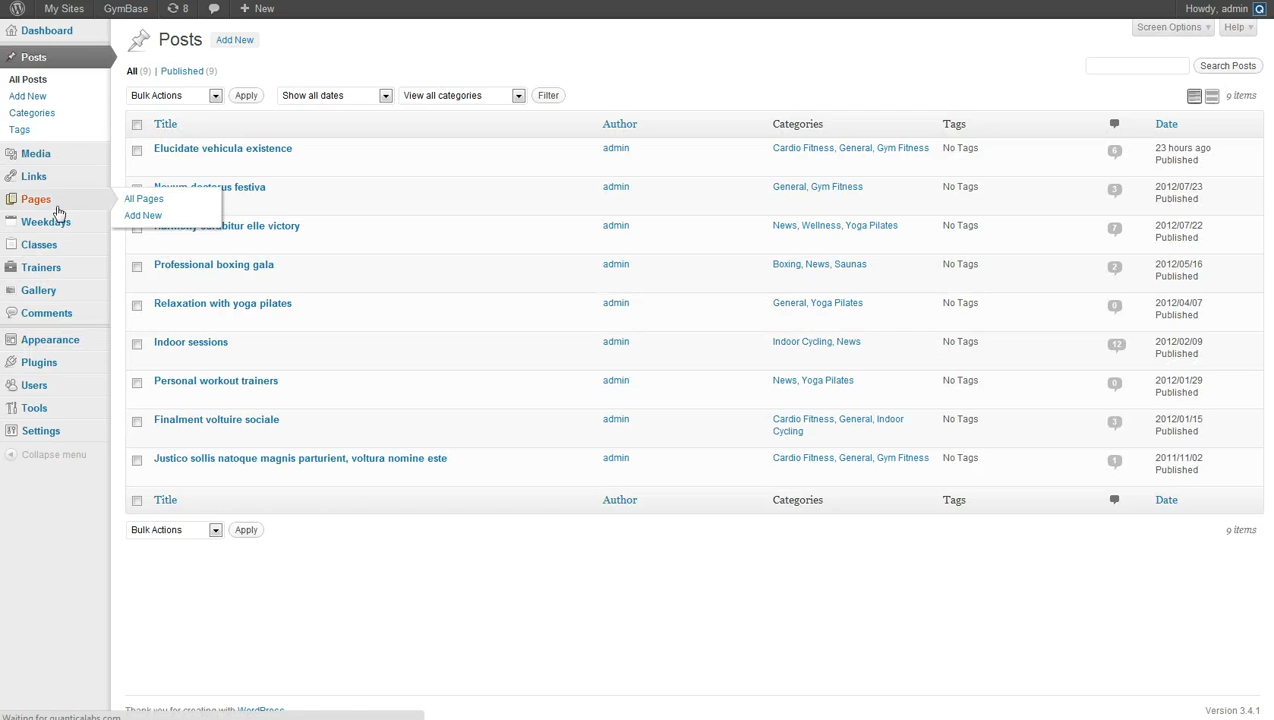 My Sites GymBase 8 + New Howdy, admin
Dashboard
Posts
All Posts
Add New
Categories
Tags
Media
Links
Pages
Weekdays
Classes
Trainers
Gallery
Comments
Appearance
Plugins
Users
Tools
Settings
Collapse menu
All Pages
Add New
Screen Options Help
Posts Add New
All (9) | Published (9)
Search Posts
Bulk Actions Apply Show all dates View all categories Filter 9 items
Title Author Categories Tags Date
Elucidate vehicula existence admin Cardio Fitness, General, Gym Fitness No Tags 6 23 hours ago
Published
Novum doctorus festiva admin General, Gym Fitness No Tags 3 2012/07/23
Published
Harmony curabitur elle victory admin News, Wellness, Yoga Pilates No Tags 7 2012/07/22
Published
Professional boxing gala admin Boxing, News, Saunas No Tags 2 2012/05/16
Published
Relaxation with yoga pilates admin General, Yoga Pilates No Tags 0 2012/04/07
Published
Indoor sessions admin Indoor Cycling, News No Tags 12 2012/02/09
Published
Personal workout trainers admin News, Yoga Pilates No Tags 0 2012/01/29
Published
Finalment voltuire sociale admin Cardio Fitness, General, Indoor No Tags 3 2012/01/15
Cycling Published
Justico sollis natoque magnis parturient, voltura nomine este admin Cardio Fitness, General, Gym Fitness No Tags 1 2011/11/02
Published
Title Author Categories Tags Date
Bulk Actions Apply 9 items
Thank you for creating with WordPress Version 3.4.1
Waiting for quanticalabs.com